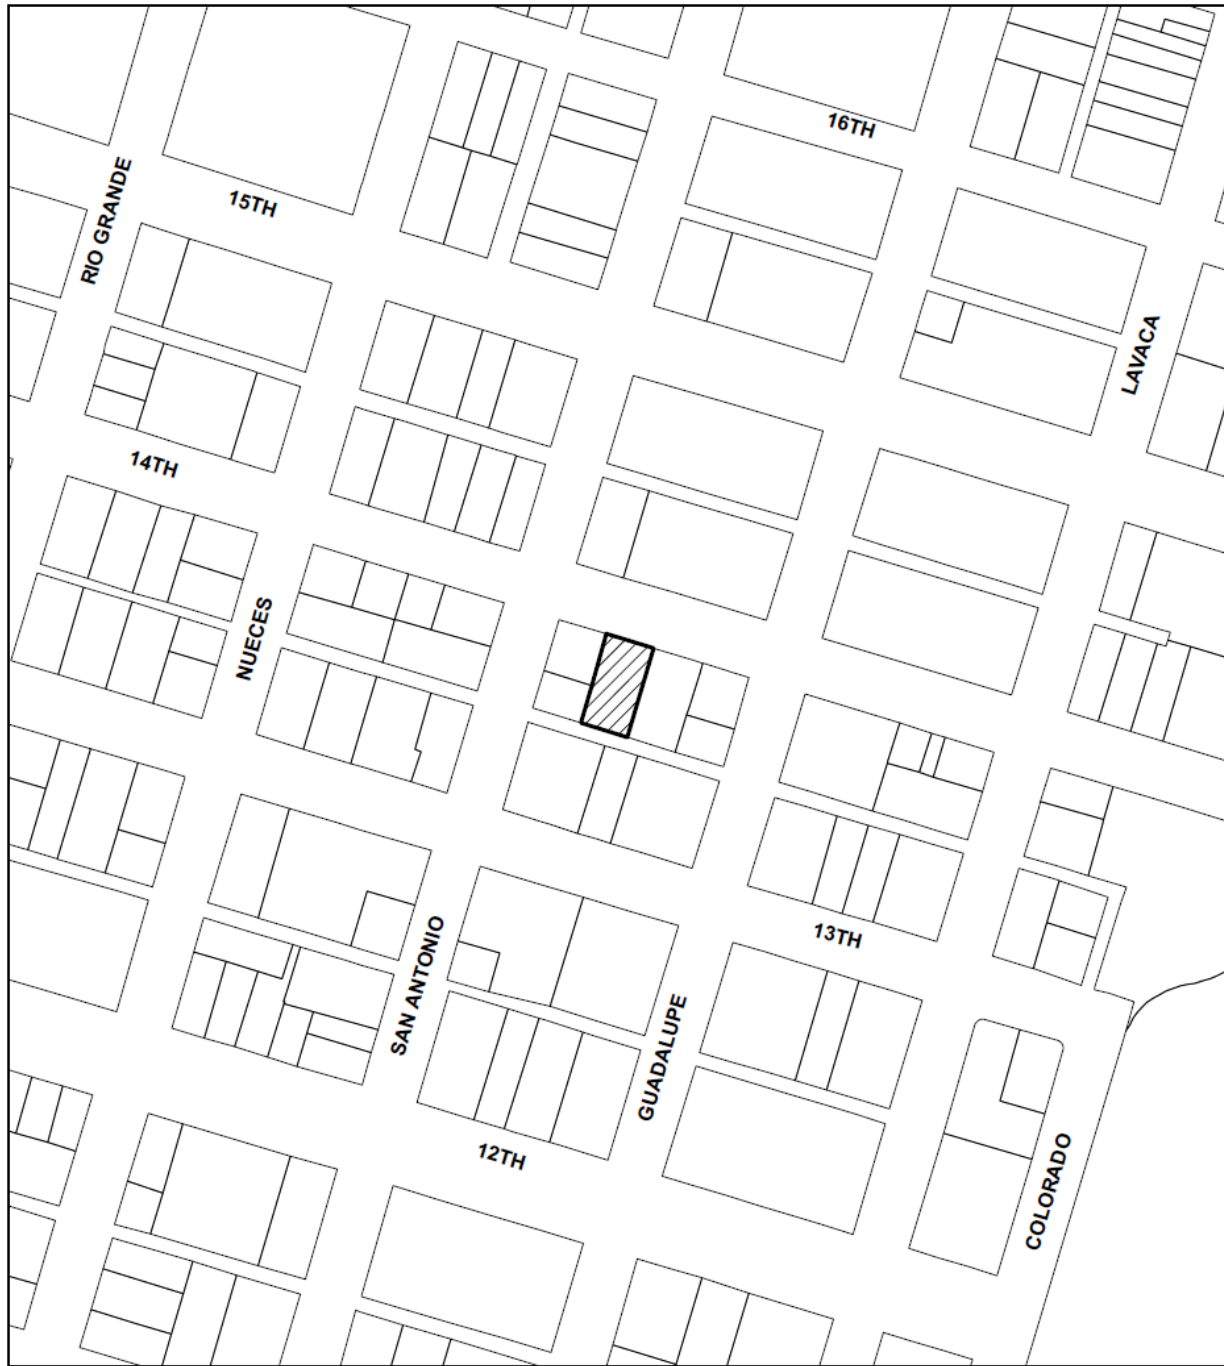 16TH
RIO GRANDE
15TH
LAVACA
14TH
NUECES
13TH
SAN ANTONIO
GUADALUPE
12TH
COLORADO